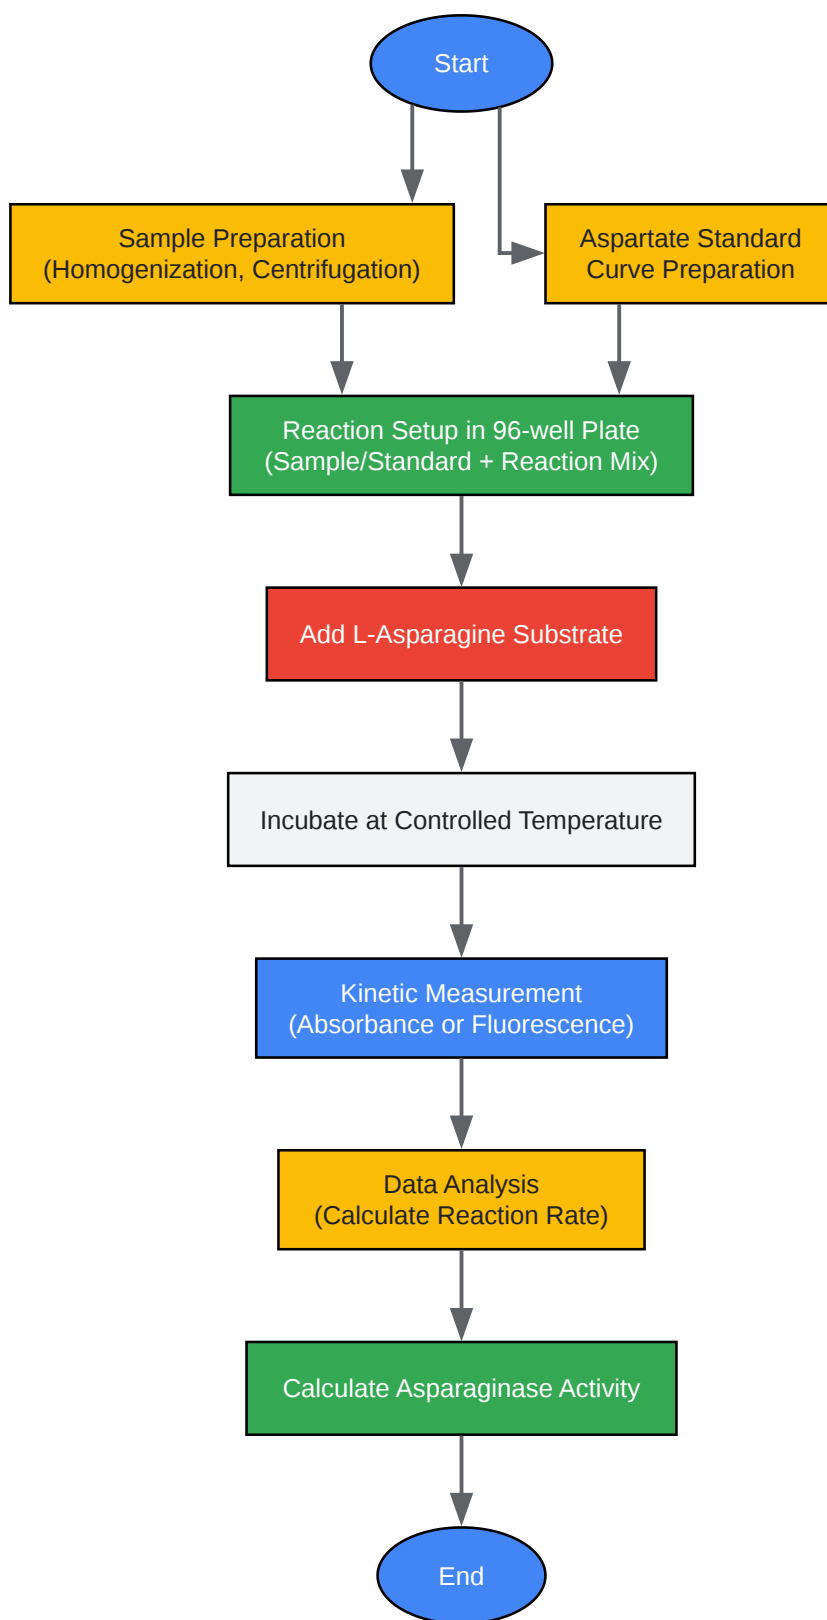 Start
Sample Preparation
(Homogenization, Centrifugation)
Aspartate Standard
Curve Preparation
Reaction Setup in 96-well Plate
(Sample/Standard + Reaction Mix)
Add L-Asparagine Substrate
Incubate at Controlled Temperature
Kinetic Measurement
(Absorbance or Fluorescence)
Data Analysis
(Calculate Reaction Rate)
Calculate Asparaginase Activity
End